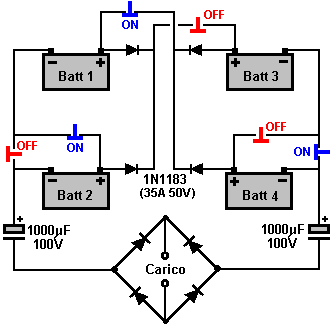 OFF
ON
- +
Batt 1
+ -
Batt 3
OFF
ON
OFF
ON
- +
Batt 2
1N1183
(35A 50V)
+ -
Batt 4
+
1000µF
100V
+
1000µF
100V
Carico